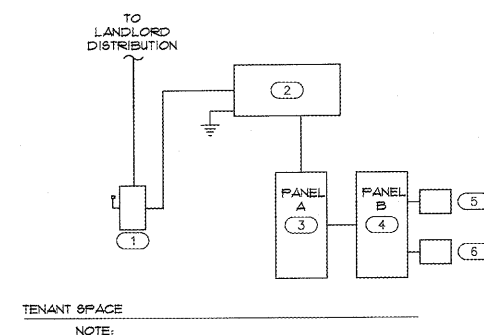 TO
LANDLORD
DISTRIBUTION
2
PANEL
A
3
PANEL
B
4
5
6
1
TENANT SPACE
NOTE: